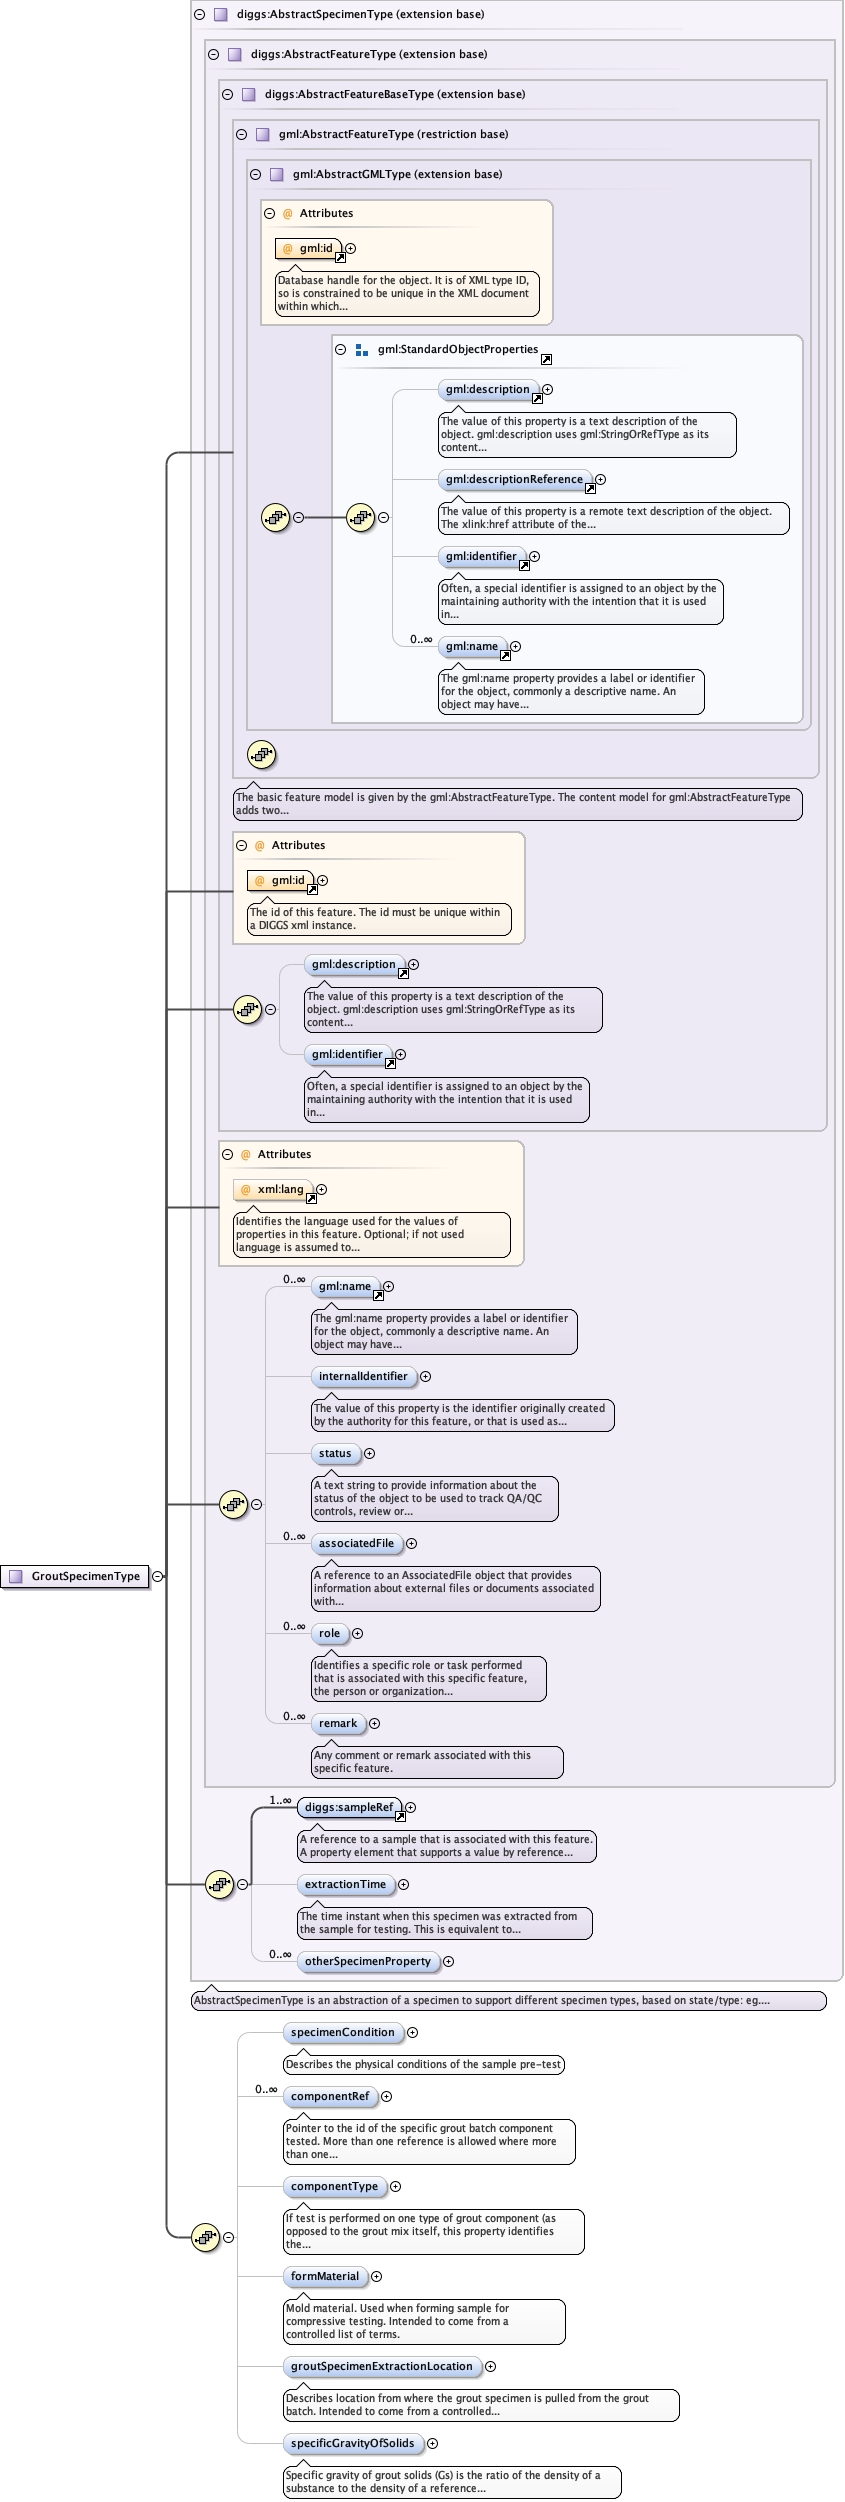 diggs:AbstractSpecimenType (extension base)
diggs:AbstractFeatureType (extension base)
diggs:AbstractFeatureBaseType (extension base)
gml:AbstractFeatureType (restriction base)
gml:AbstractGMLType (extension base)
@ Attributes
@ gml:id
Database handle for the object. It is of XML type ID,
so is constrained to be unique in the XML document
within which...
gml:StandardObjectProperties
gml:description
The value of this property is a text description of the
object. gml:description uses gml:StringOrRefType as its
content...
gml:descriptionReference
The value of this property is a remote text description of the object.
The xlink:href attribute of the...
gml:identifier
Often, a special identifier is assigned to an object by the
maintaining authority with the intention that it is used
in...
0..∞
gml:name
The gml:name property provides a label or identifier
for the object, commonly a descriptive name. An
object may have...
The basic feature model is given by the gml:AbstractFeatureType. The content model for gml:AbstractFeatureType
adds two...
@ Attributes
@ gml:id
The id of this feature. The id must be unique within
a DIGGS xml instance.
gml:description
The value of this property is a text description of the
object. gml:description uses gml:StringOrRefType as its
content...
gml:identifier
Often, a special identifier is assigned to an object by the
maintaining authority with the intention that it is used
in...
@ Attributes
@ xml:lang
Identifies the language used for the values of
properties in this feature. Optional; if not used
language is assumed to...
0..∞
gml:name
The gml:name property provides a label or identifier
for the object, commonly a descriptive name. An
object may have...
internalIdentifier
The value of this property is the identifier originally created
by the authority for this feature, or that is used as...
status
A text string to provide information about the
status of the object to be used to track QA/QC
controls, review or...
0..∞
associatedFile
A reference to an AssociatedFile object that provides
information about external files or documents associated
with...
GroutSpecimenType
0..∞
role
Identifies a specific role or task performed
that is associated with this specific feature,
the person or organization...
0..∞
remark
Any comment or remark associated with this
specific feature.
1..∞
diggs:sampleRef
A reference to a sample that is associated with this feature.
A property element that supports a value by reference...
extractionTime
The time instant when this specimen was extracted from
the sample for testing. This is equivalent to...
0..∞
otherSpecimenProperty
AbstractSpecimenType is an abstraction of a specimen to support different specimen types, based on state/type: eg....
specimenCondition
Describes the physical conditions of the sample pre-test
0..∞
componentRef
Pointer to the id of the specific grout batch component
tested. More than one reference is allowed where more
than one...
componentType
If test is performed on one type of grout component (as
opposed to the grout mix itself, this property identifies
the...
formMaterial
Mold material. Used when forming sample for
compressive testing. Intended to come from a
controlled list of terms.
groutSpecimenExtractionLocation
Describes location from where the grout specimen is pulled from the grout
batch. Intended to come from a controlled...
specificGravityOfSolids
Specific gravity of grout solids (Gs) is the ratio of the density of a
substance to the density of a reference...